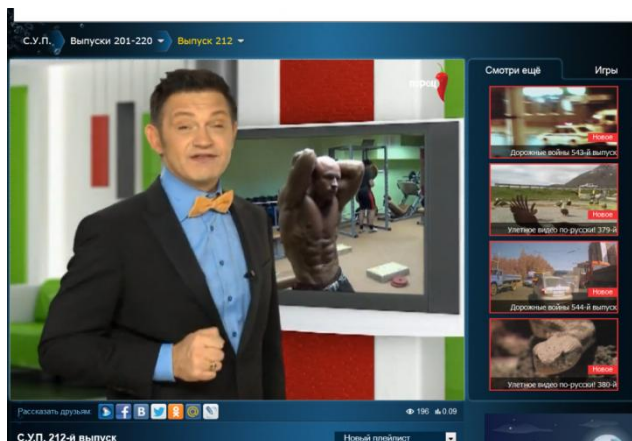 С.У.П. Выпуски 201-220 Выпуск 212
Смотри ещё Игры
перец
Новое
Дорожные войны 543-й выпуск
Новое
Улетное видео по-русски! 379-й
Новое
Дорожные войны 544-й выпуск
Новое
Улетное видео по-русски! 380-й
Рассказать друзьям:
196 0.09
С.У.П. 212-й выпуск
Новый плейлист